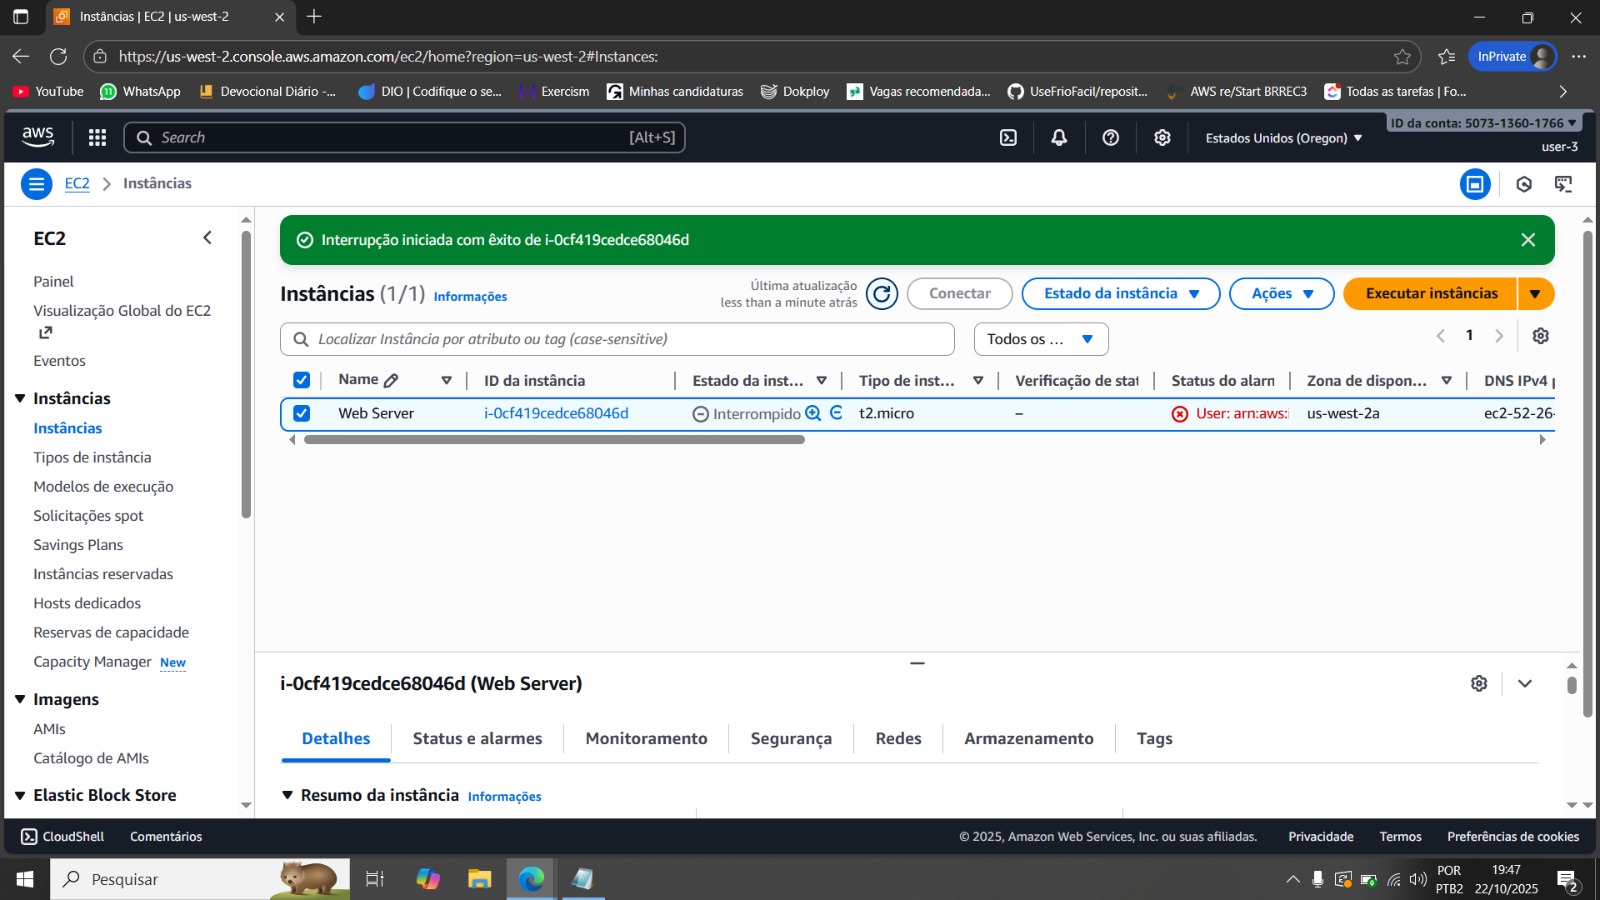 Instâncias | EC2 | us-west-2
https://us-west-2.console.aws.amazon.com/ec2/home?region=us-west-2#Instances:
InPrivate
YouTube
WhatsApp
Devocional Diário -...
DIO | Codifique o se...
Exercism
Minhas candidaturas
Dokploy
Vagas recomendada...
UseFrioFacil/reposit...
AWS re/Start BRREC3
Todas as tarefas | Fo...
aws
Search
[Alt+S]
Estados Unidos (Oregon)
ID da conta: 5073-1360-1766
user-3
EC2
Instâncias
EC2
Painel
Visualização Global do EC2
Eventos
Instâncias
Instâncias
Tipos de instância
Modelos de execução
Solicitações spot
Savings Plans
Instâncias reservadas
Hosts dedicados
Reservas de capacidade
Capacity Manager New
Imagens
AMIs
Catálogo de AMIs
Elastic Block Store
Interrupção iniciada com êxito de i-0cf419cedce68046d
Instâncias (1/1) Informações
Última atualização
less than a minute atrás
Conectar
Estado da instância
Ações
Executar instâncias
Localizar Instância por atributo ou tag (case-sensitive)
Todos os ...
1
Name
ID da instância
Estado da inst...
Tipo de inst...
Verificação de stat
Status do alarn
Zona de dispon...
DNS IPv4 p
Web Server
i-0cf419cedce68046d
Interrompido
t2.micro
–
User: arn:aws:i
us-west-2a
ec2-52-26-
i-0cf419cedce68046d (Web Server)
Detalhes
Status e alarmes
Monitoramento
Segurança
Redes
Armazenamento
Tags
Resumo da instância Informações
CloudShell
Comentários
© 2025, Amazon Web Services, Inc. ou suas afiliadas.
Privacidade
Termos
Preferências de cookies
Pesquisar
POR
PTB2
19:47
22/10/2025
2